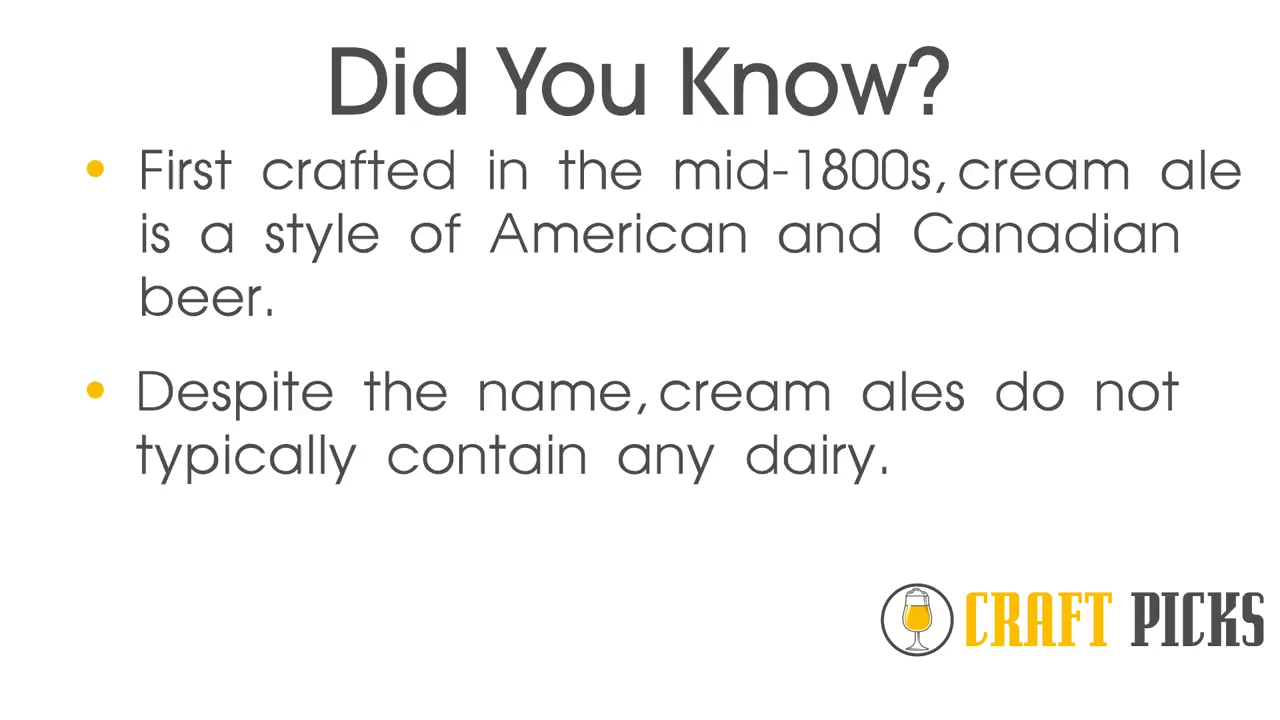 Did You Know?
• First crafted in the mid-1800s, cream ale
is a style of American and Canadian
beer.
• Despite the name, cream ales do not
typically contain any dairy.
CRAFT PICKS